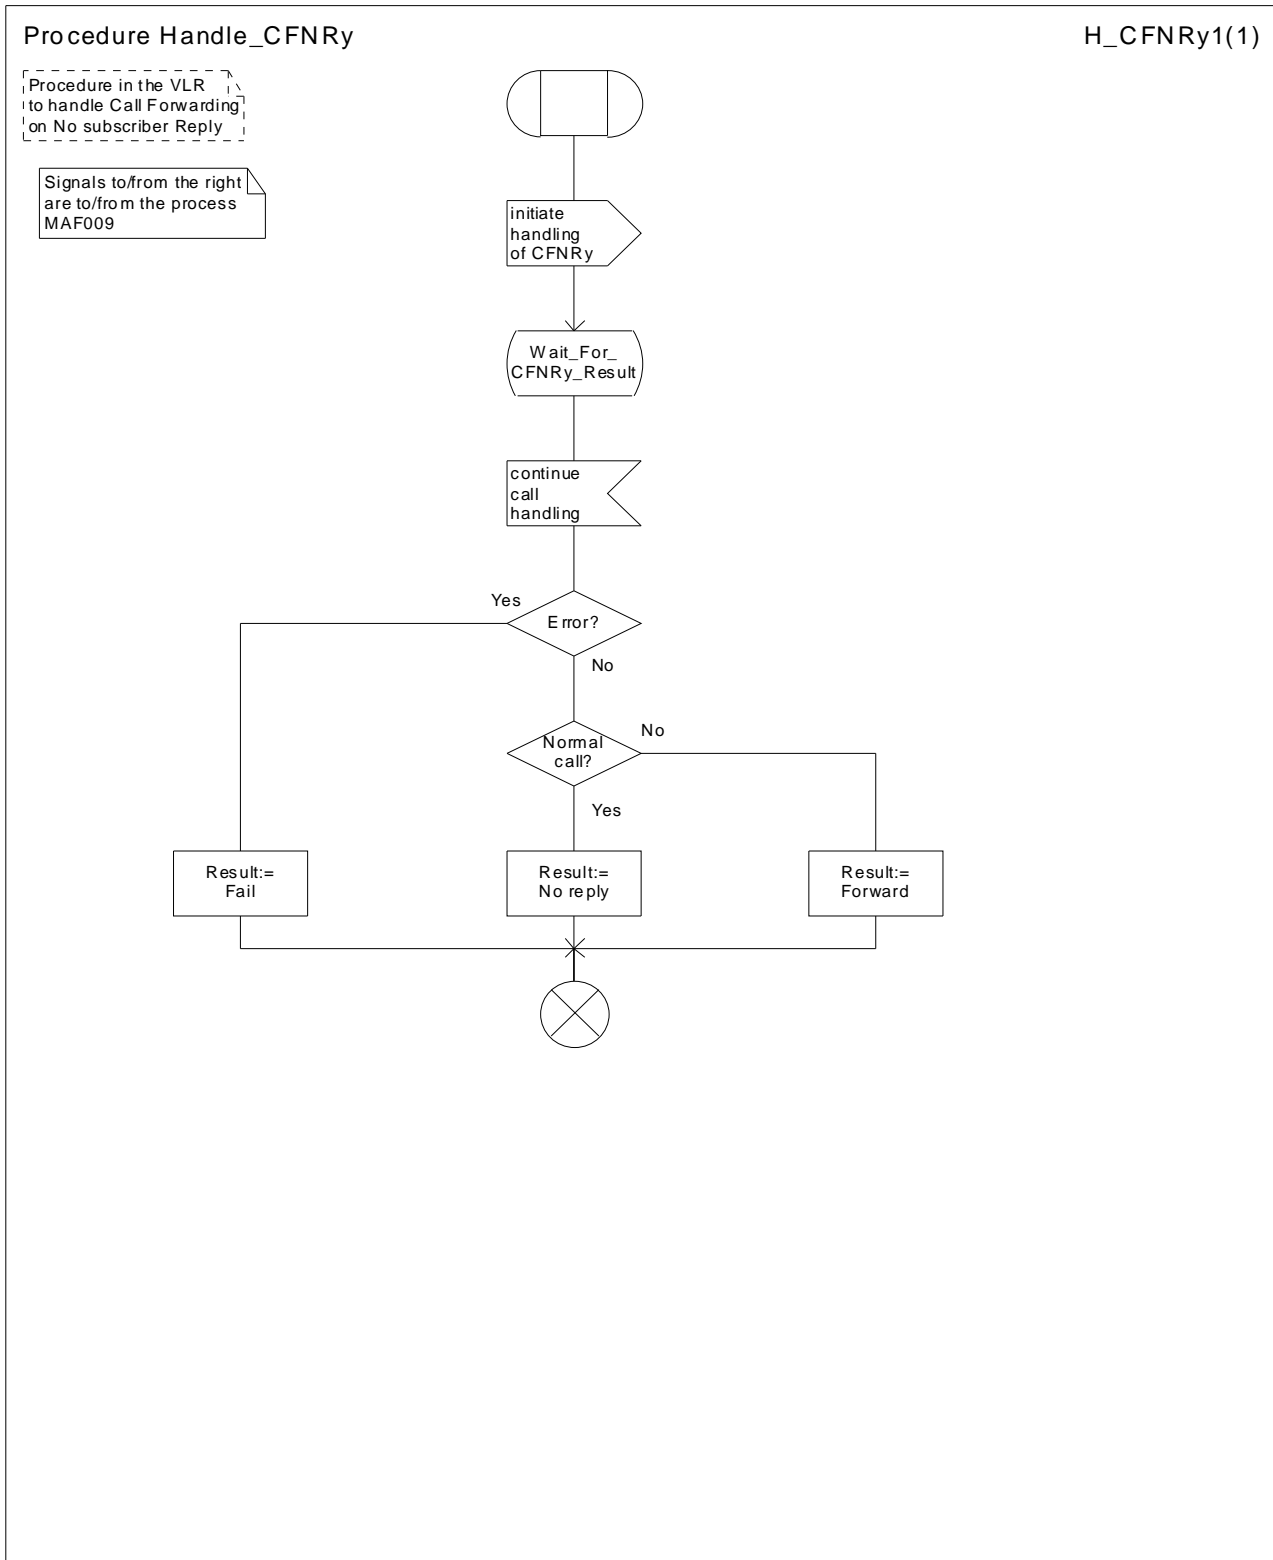 Procedure Handle_CFNRy
H_CFNRy1(1)
Procedure in the VLR
to handle Call Forwarding
on No subscriber Reply
Signals to/from the right
are to/from the process
MAF009
initiate
handling
of CFNRy
Wait_For_
CFNRy_Result
continue
call
handling
Yes
Error?
No
No
Normal
call?
Yes
Result:=
Fail
Result:=
No reply
Result:=
Forward